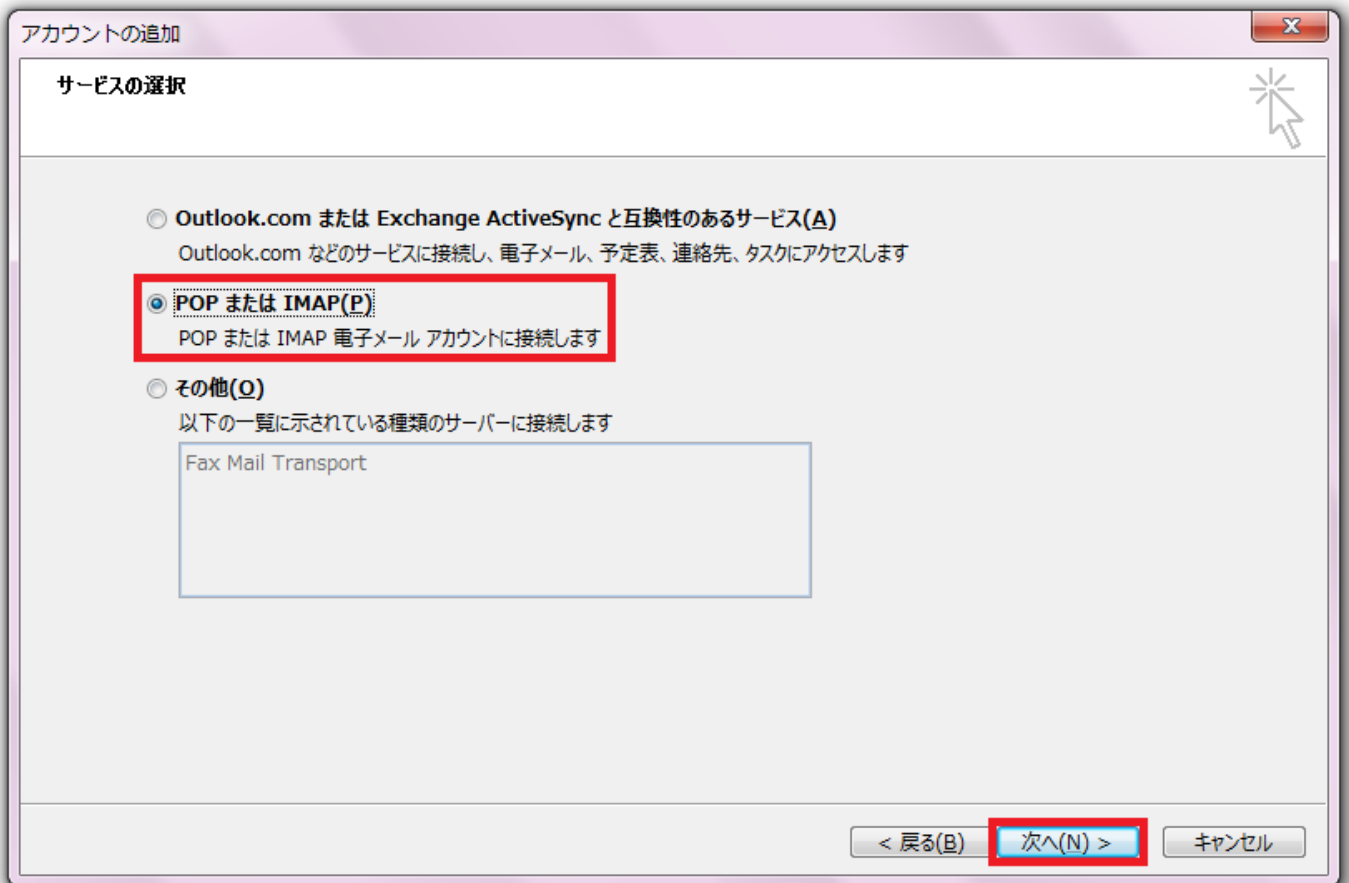 アカウントの追加
サービスの選択
Outlook.com または Exchange ActiveSync と互換性のあるサービス(A)
Outlook.com などのサービスに接続し、電子メール、予定表、連絡先、タスクにアクセスします
POP または IMAP(P)
POP または IMAP 電子メール アカウントに接続します
その他(O)
以下の一覧に示されている種類のサーバーに接続します
Fax Mail Transport
< 戻る(B) 次へ(N) > キャンセル